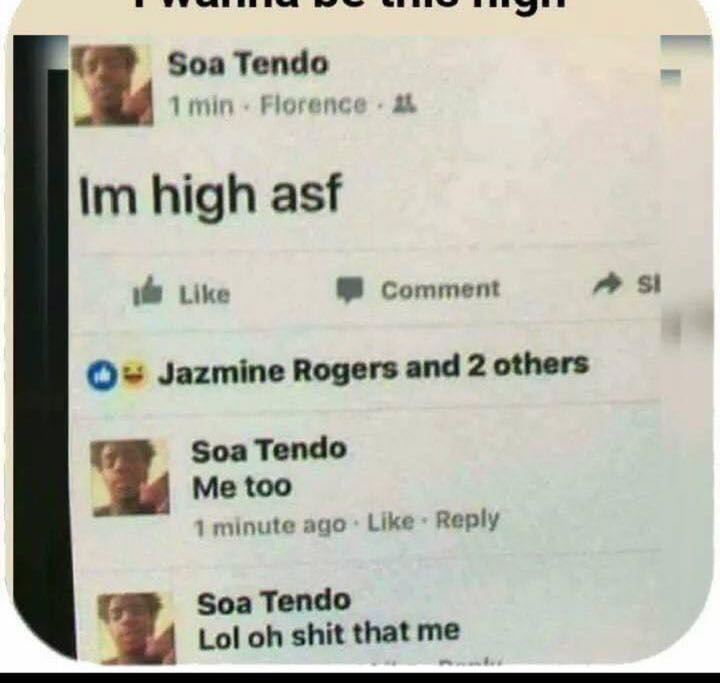 Soa Tendo
1 min · Florence ·
Im high asf
Like Comment
Jazmine Rogers and 2 others
Soa Tendo
Me too
1 minute ago · Like · Reply
Soa Tendo
Lol oh shit that me